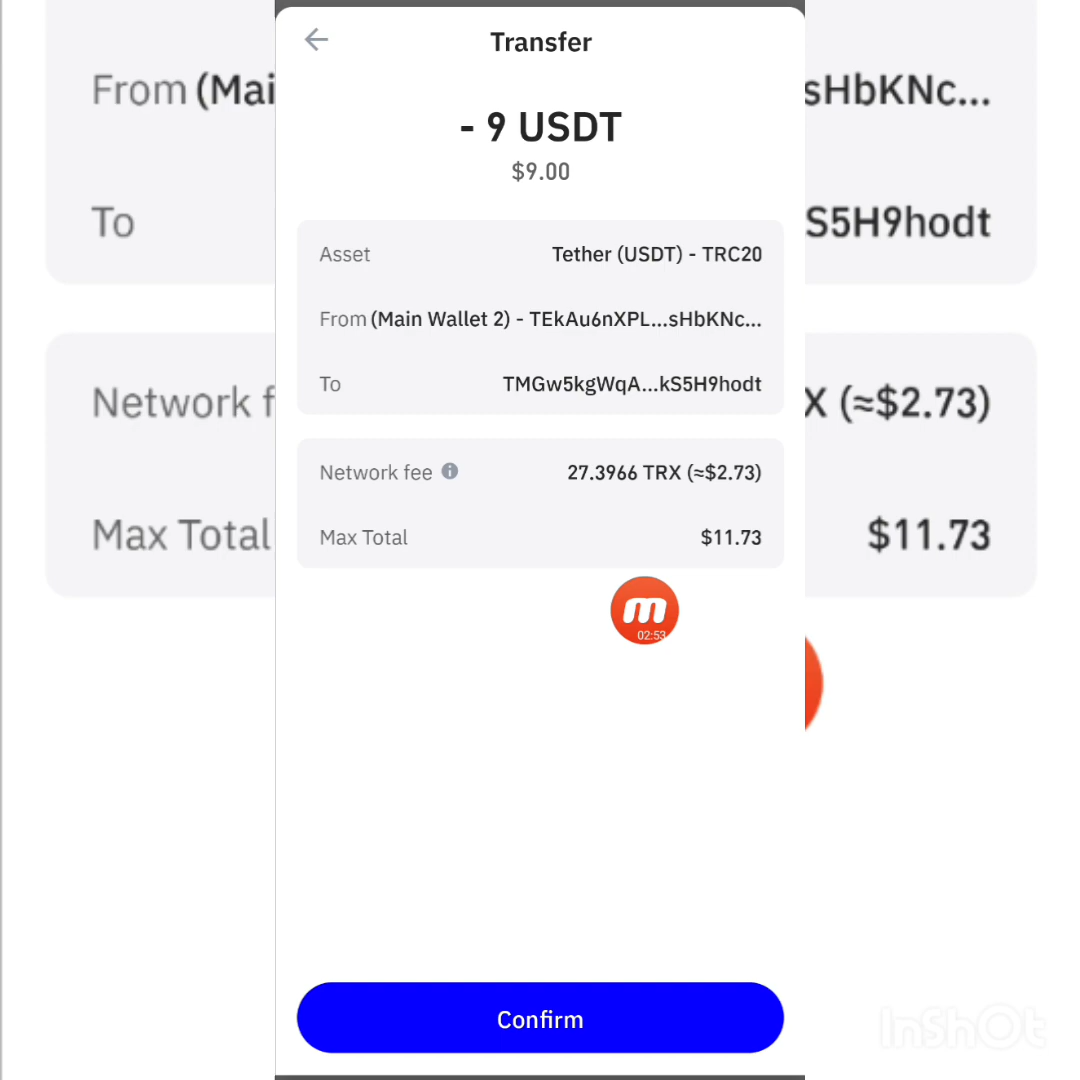 Transfer
- 9 USDT
$9.00
Asset Tether (USDT) - TRC20
From (Main Wallet 2) - TEkAu6nXPL...sHbKNc...
To TMGw5kgWqA...kS5H9hodt
Network fee 27.3966 TRX (≈$2.73)
Max Total $11.73
m
02:53
Confirm
From (Mai
sHbKNc...
To
S5H9hodt
Network f
X (≈$2.73)
Max Total
$11.73
InShOt